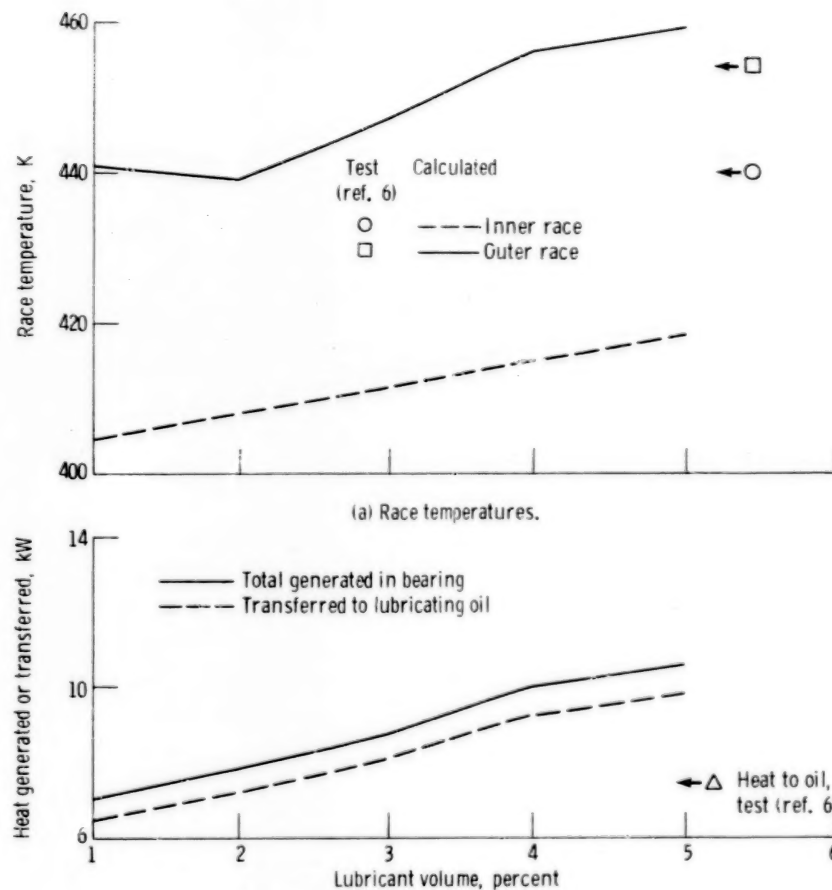 460
440
420
400
Race temperature, K
Test Calculated
(ref. 6)
Inner race
Outer race
(a) Race temperatures.
14
10
6
Heat generated or transferred, kW
Total generated in bearing
Transferred to lubricating oil
Heat to oil,
test (ref. 6
1 2 3 4 5 6
Lubricant volume, percent